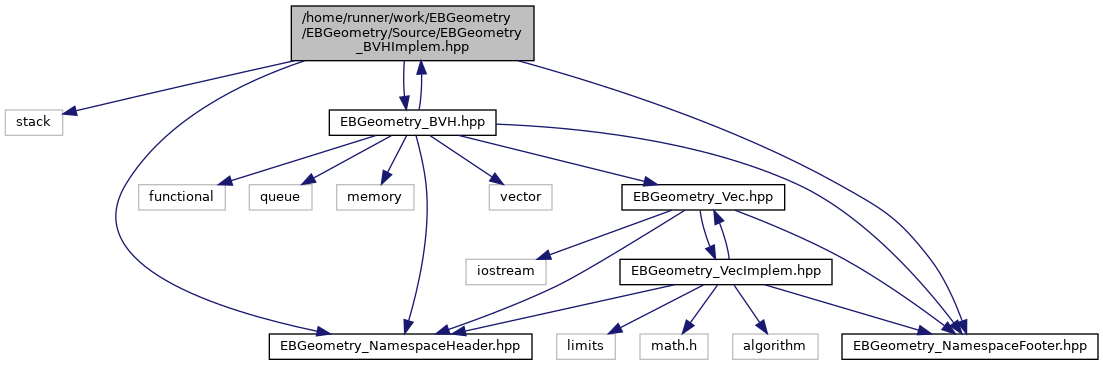 /home/runner/work/EBGeometry
/EBGeometry/Source/EBGeometry
_BVHImplem.hpp
stack
EBGeometry_BVH.hpp
functional
queue
memory
vector
EBGeometry_Vec.hpp
iostream
EBGeometry_VecImplem.hpp
EBGeometry_NamespaceHeader.hpp
limits
math.h
algorithm
EBGeometry_NamespaceFooter.hpp